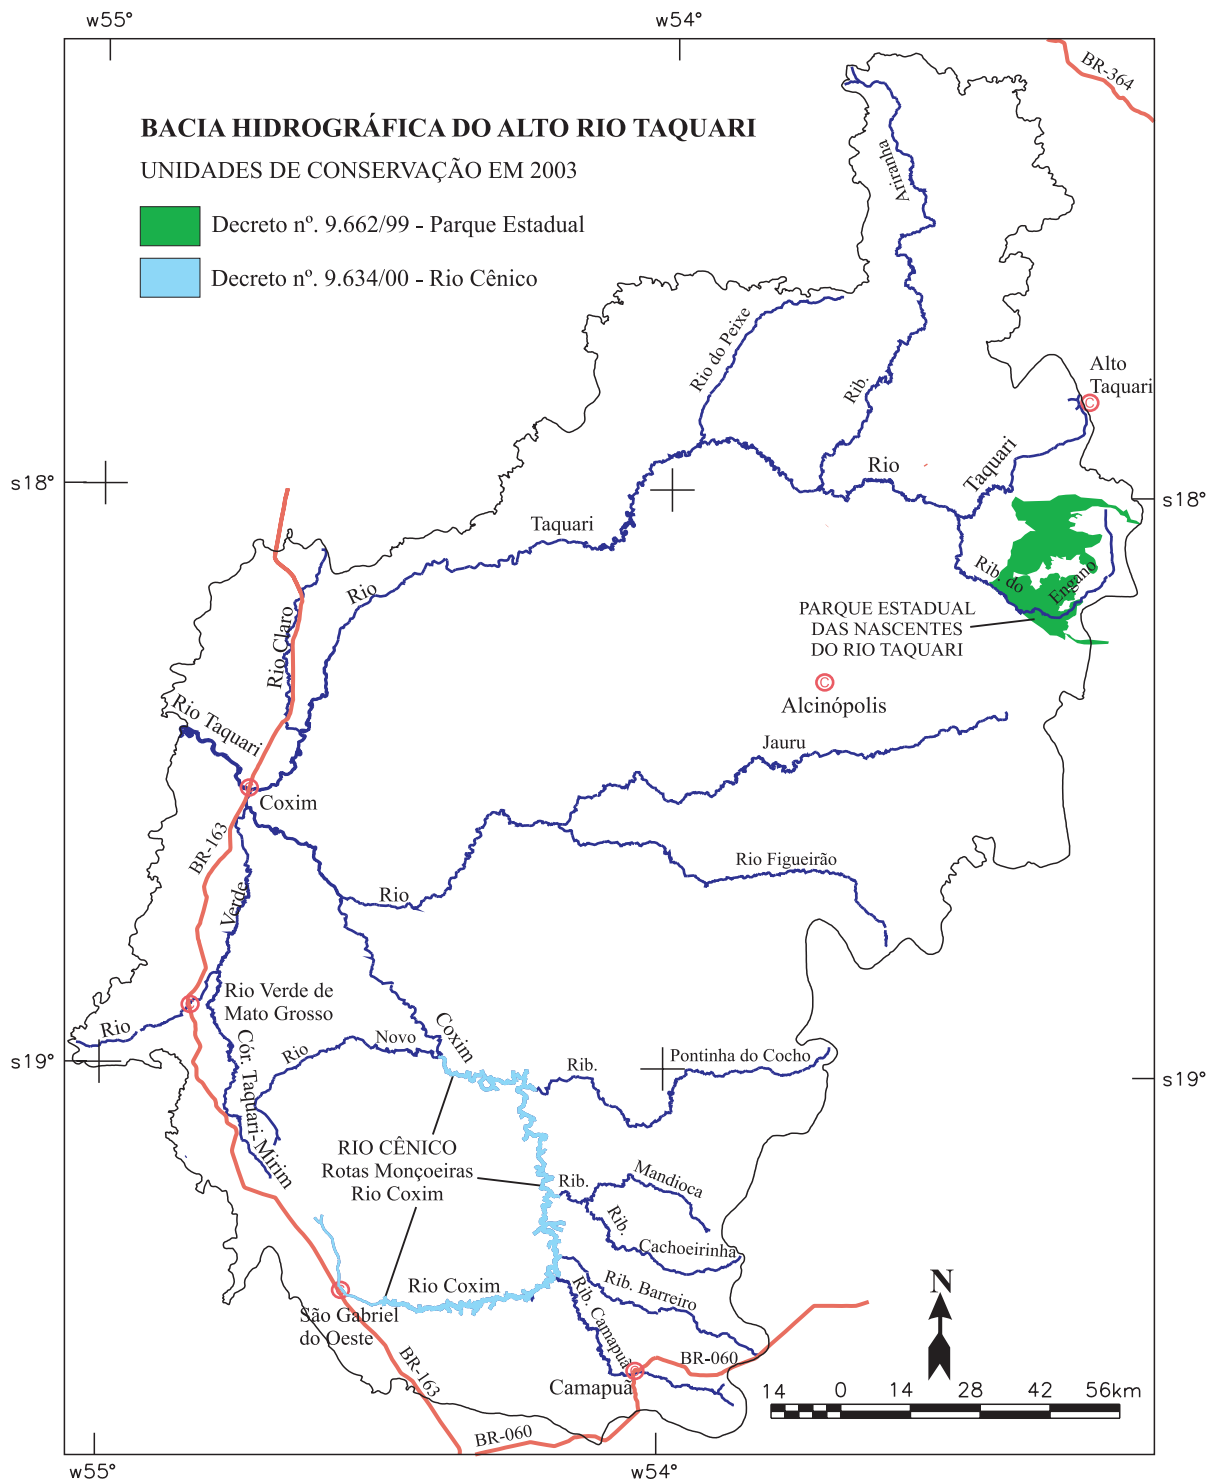 w55°
w54°
BR-364
BACIA HIDROGRÁFICA DO ALTO RIO TAQUARI
UNIDADES DE CONSERVAÇÃO EM 2003
Decreto nº. 9.662/99 - Parque Estadual
Decreto nº. 9.634/00 - Rio Cênico
Ariranha
Rib.
Rio do Peixe
Alto
Taquari
Rio
Taquari
s18°
s18°
Taquari
Rio
Rib. do
Engano
PARQUE ESTADUAL
DAS NASCENTES
DO RIO TAQUARI
Rio Claro
Rio Taquari
Alcinópolis
Jauru
Coxim
BR-163
Rio Figueirão
Rio
Verde
Rio Verde de
Mato Grosso
Rio
Cór. Taquari-Mirim
Rio
Novo
Coxim
Rib.
Pontinha do Cocho
s19°
s19°
RIO CÊNICO
Rotas Monçoeiras
Rio Coxim
Rib.
Mandioca
Rib.
Cachoeirinha
Rio Coxim
Rib. Barreiro
Rib. Camapuã
São Gabriel
do Oeste
BR-163
BR-060
Camapuã
BR-060
N
14 0 14 28 42 56km
w55°
w54°